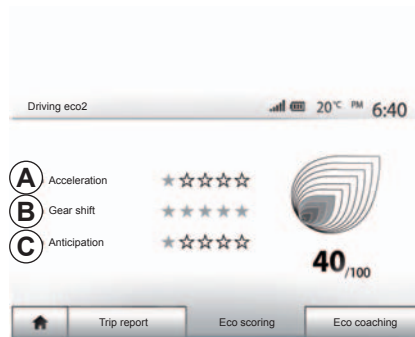 Driving eco2 20°C PM 6:40
A Acceleration
B Gear shift
C Anticipation
40/100
Trip report Eco scoring Eco coaching